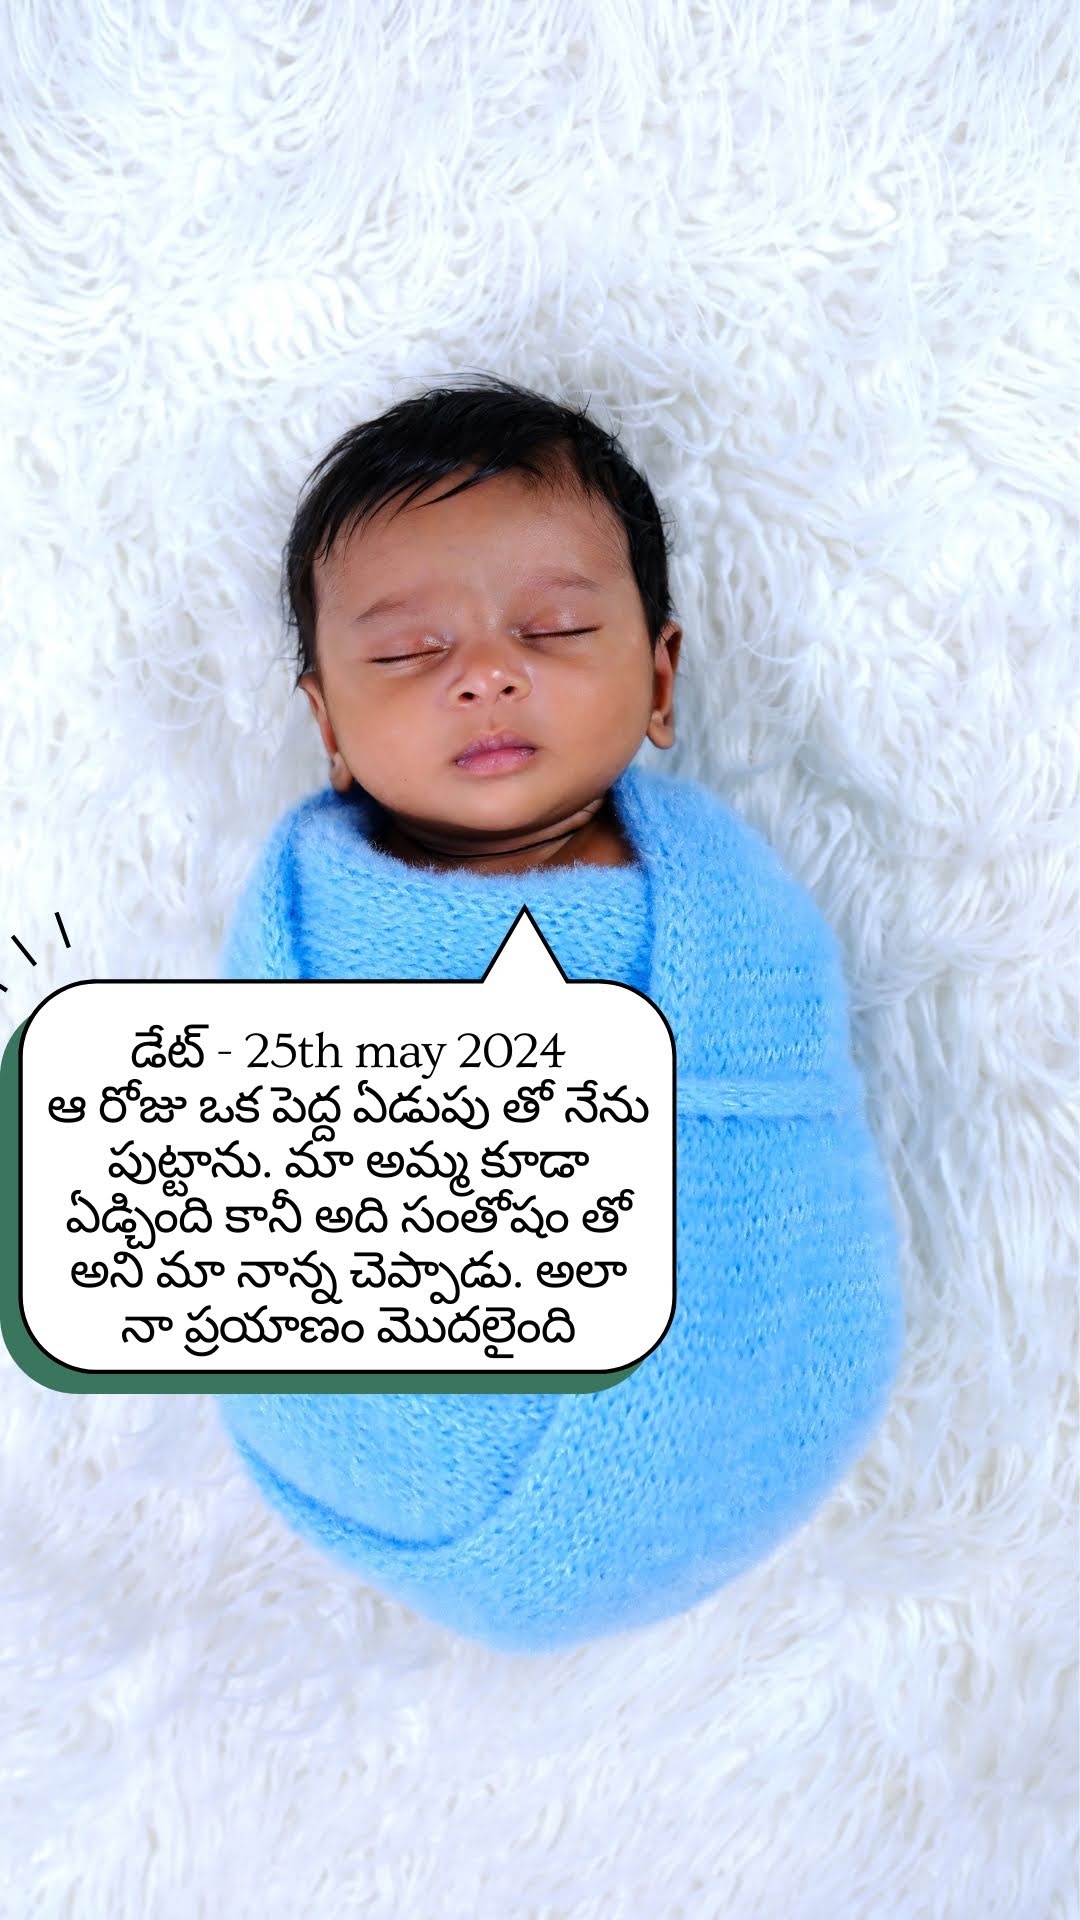 డేట్ - 25th may 2024
ఆ రోజు ఒక పెద్ద ఏడుపు తో నేను
పుట్టాను. మా అమ్మ కూడా
ఏడ్చింది కానీ అది సంతోషం తో
అని మా నాన్న చెప్పాడు. అలా
నా ప్రయాణం మొదలైంది